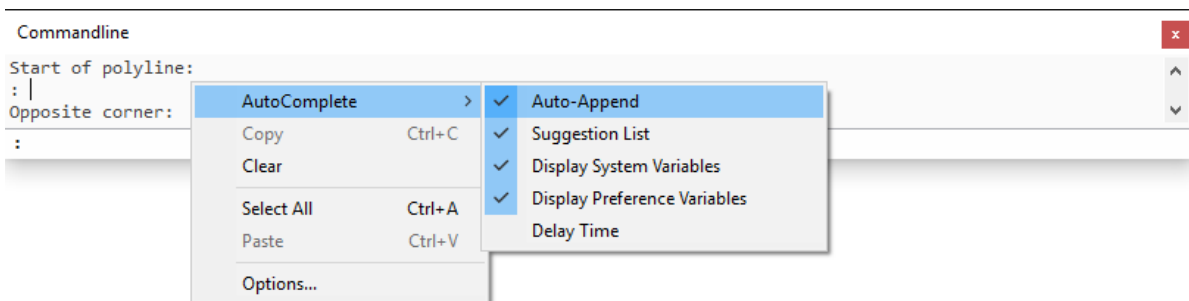 Commandline
x
Start of polyline:
:
Opposite corner:
:
AutoComplete >
Copy Ctrl+C
Clear
Select All Ctrl+A
Paste Ctrl+V
Options...
Auto-Append
Suggestion List
Display System Variables
Display Preference Variables
Delay Time